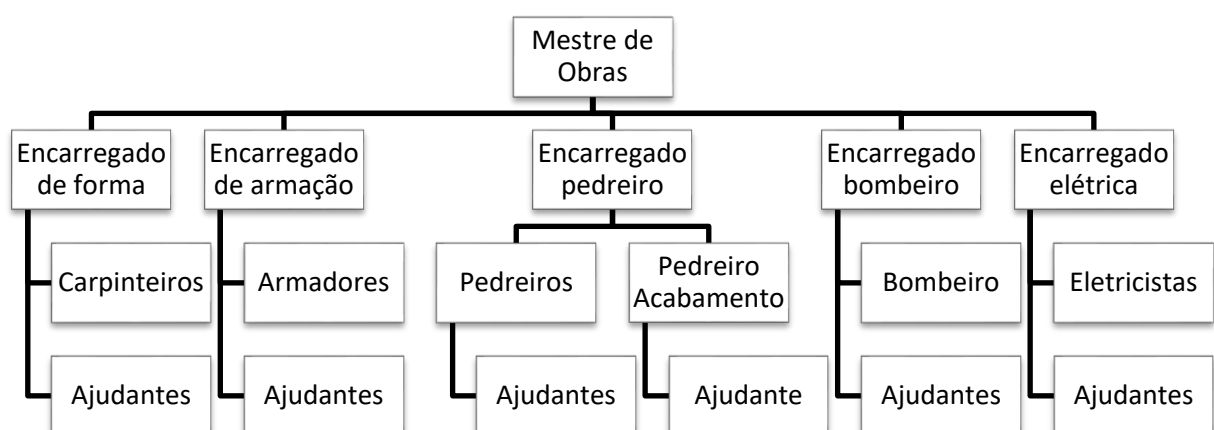 Mestre de
Obras
Encarregado
de forma
Encarregado
de armação
Encarregado
pedreiro
Encarregado
bombeiro
Encarregado
elétrica
Carpinteiros
Armadores
Pedreiros
Pedreiro
Acabamento
Bombeiro
Eletricistas
Ajudantes
Ajudantes
Ajudantes
Ajudante
Ajudantes
Ajudantes